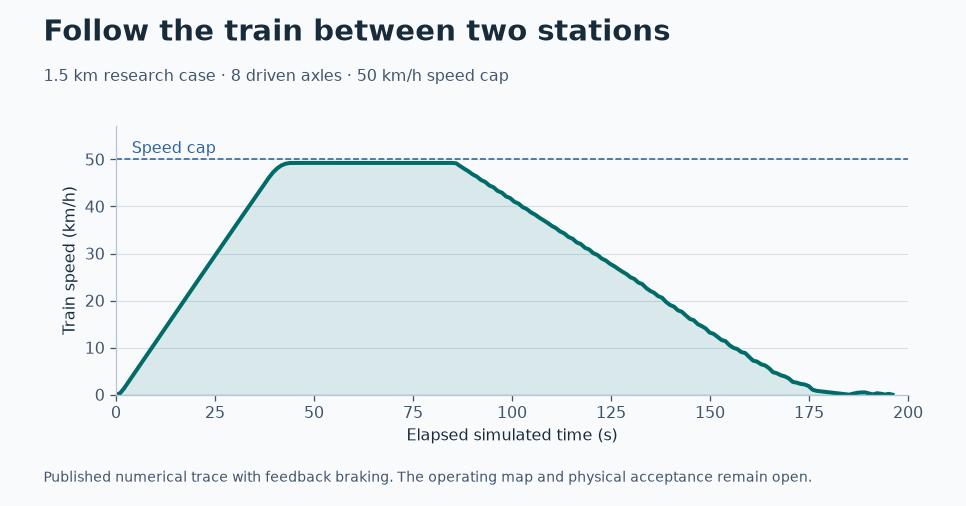 Follow the train between two stations
1.5 km research case · 8 driven axles · 50 km/h speed cap
Speed cap
Train speed (km/h)
50
40
30
20
10
0
0 25 50 75 100 125 150 175 200
Elapsed simulated time (s)
Published numerical trace with feedback braking. The operating map and physical acceptance remain open.